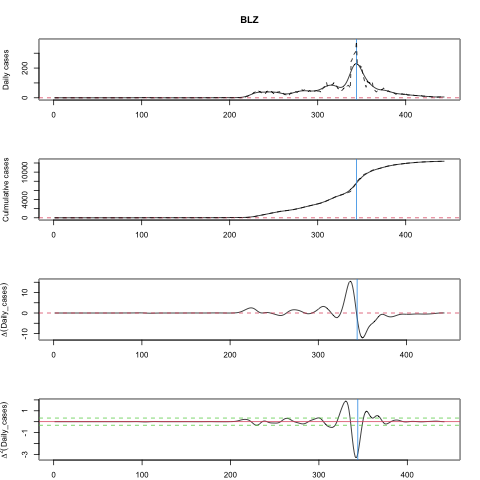 BLZ
Daily cases
200
0
0 100 200 300 400
Culmulative cases
10000
4000
0
0 100 200 300 400
Δ(Daily_cases)
10
0
-10
0 100 200 300 400
Δ²(Daily_cases)
1
-1
-3
0 100 200 300 400